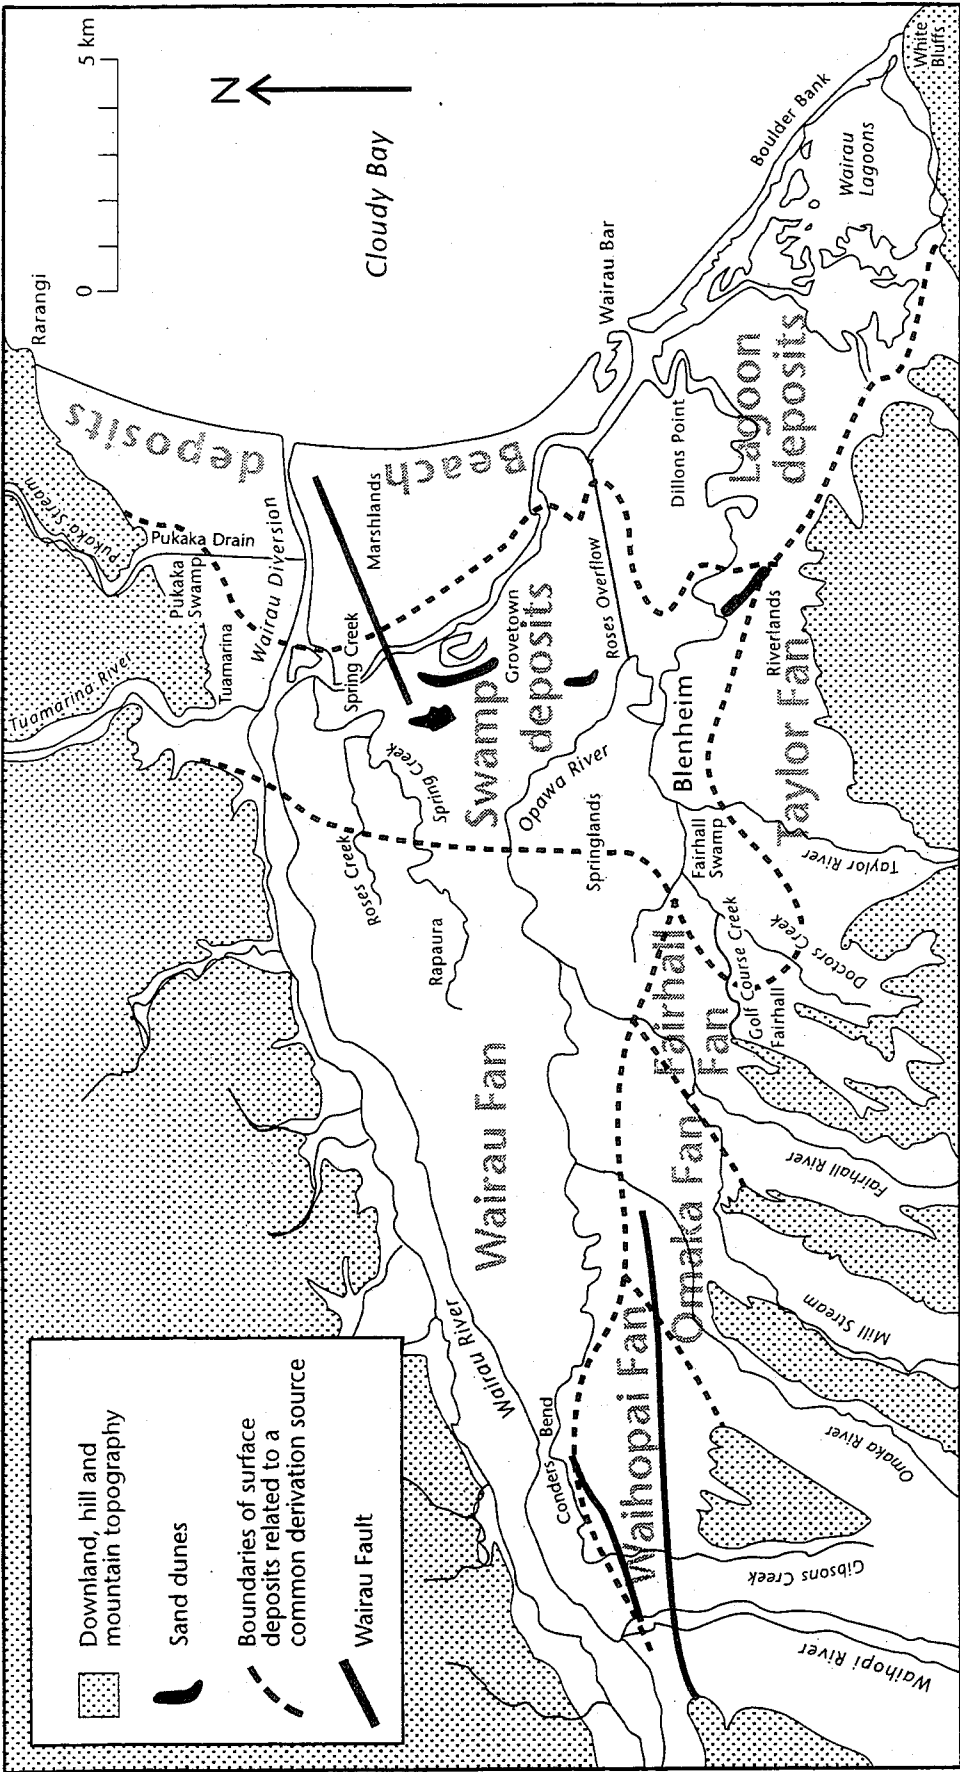 Downland, hill and
mountain topography
Sand dunes
Boundaries of surface
deposits related to a
common derivation source
Wairau Fault
0
5 km
N
Cloudy Bay
Rarangi
White
Bluffs
Boulder Bank
Wairau
Lagoons
Wairau Bar
Beach
deposits
Lagoon
deposits
Dillons Point
Marshlands
Pukaka Stream
Pukaka Drain
Pukaka
Swamp
Tuamarina
Tuamarina River
Wairau Diversion
Spring Creek
Spring Creek
Grovetown
Swamp
deposits
Roses Overflow
Riverlands
Taylor Fan
Blenheim
Opawa River
Springlands
Fairhall
Swamp
Taylor River
Doctors Creek
Golf Course Creek
Fairhall
Roses Creek
Rapaura
Fairhall
Fan
Wairau Fan
Omaka Fan
Fairhall River
Mill Stream
Omaka River
Wairau River
Conders Bend
Waihopai Fan
Gibsons Creek
Waihopi River